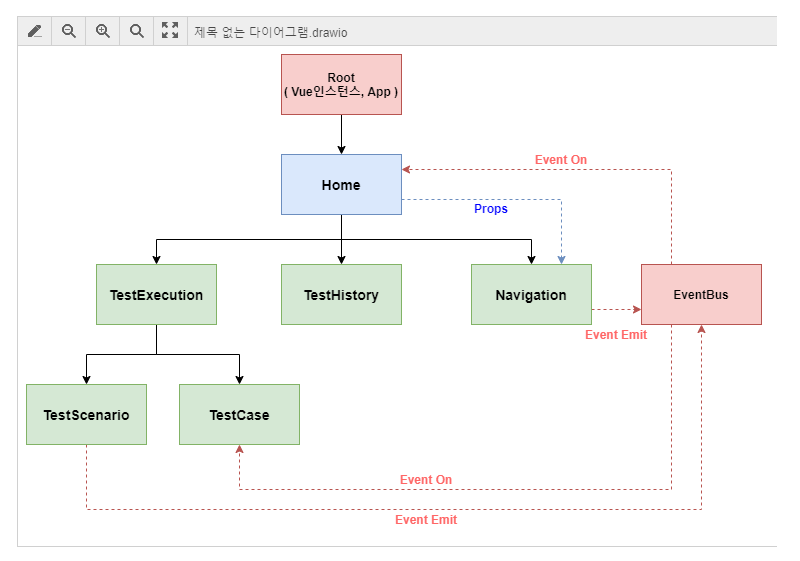 제목 없는 다이어그램.drawio
Root
( Vue인스턴스, App )
Event On
Home
Props
TestExecution
TestHistory
Navigation
EventBus
Event Emit
TestScenario
TestCase
Event On
Event Emit